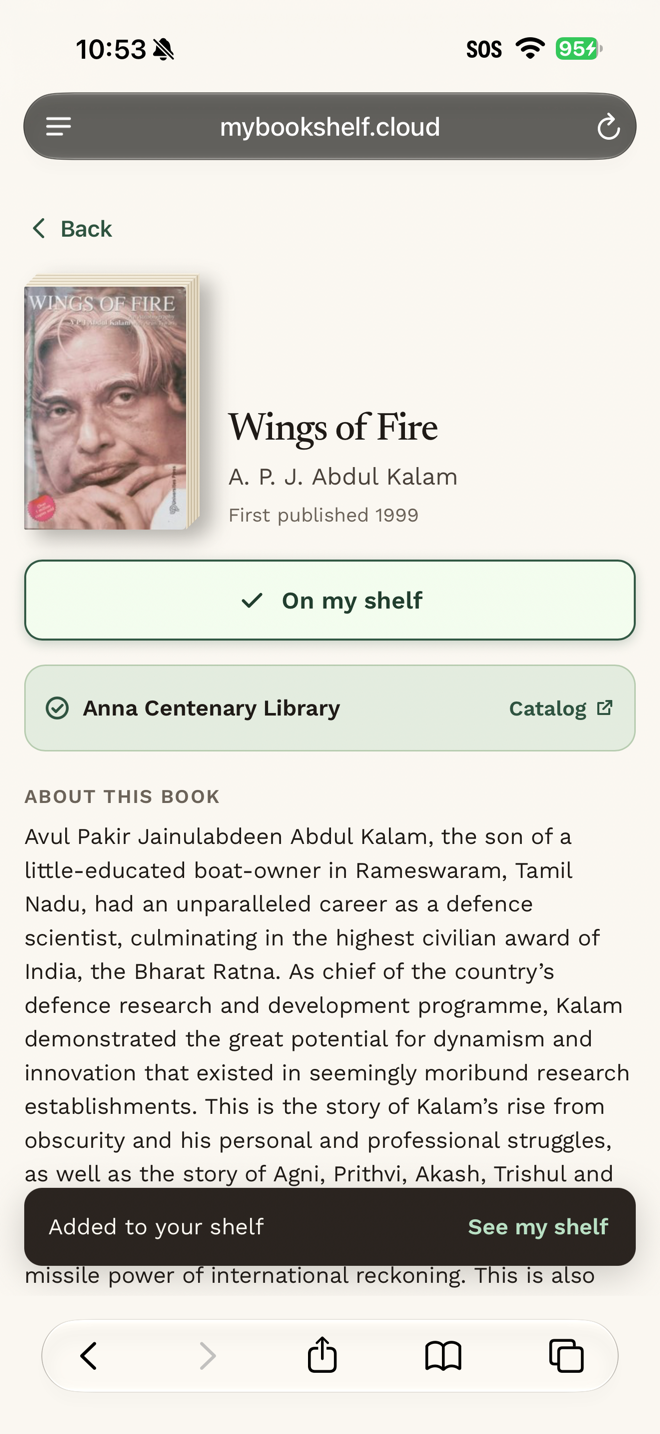 10:53
SOS
95
mybookshelf.cloud
Back
WINGS OF FIRE
Wings of Fire
A. P. J. Abdul Kalam
First published 1999
On my shelf
Anna Centenary Library
Catalog
ABOUT THIS BOOK
Avul Pakir Jainulabdeen Abdul Kalam, the son of a
little-educated boat-owner in Rameswaram, Tamil
Nadu, had an unparalleled career as a defence
scientist, culminating in the highest civilian award of
India, the Bharat Ratna. As chief of the country’s
defence research and development programme, Kalam
demonstrated the great potential for dynamism and
innovation that existed in seemingly moribund research
establishments. This is the story of Kalam’s rise from
obscurity and his personal and professional struggles,
as well as the story of Agni, Prithvi, Akash, Trishul and
Added to your shelf
See my shelf
missile power of international reckoning. This is also